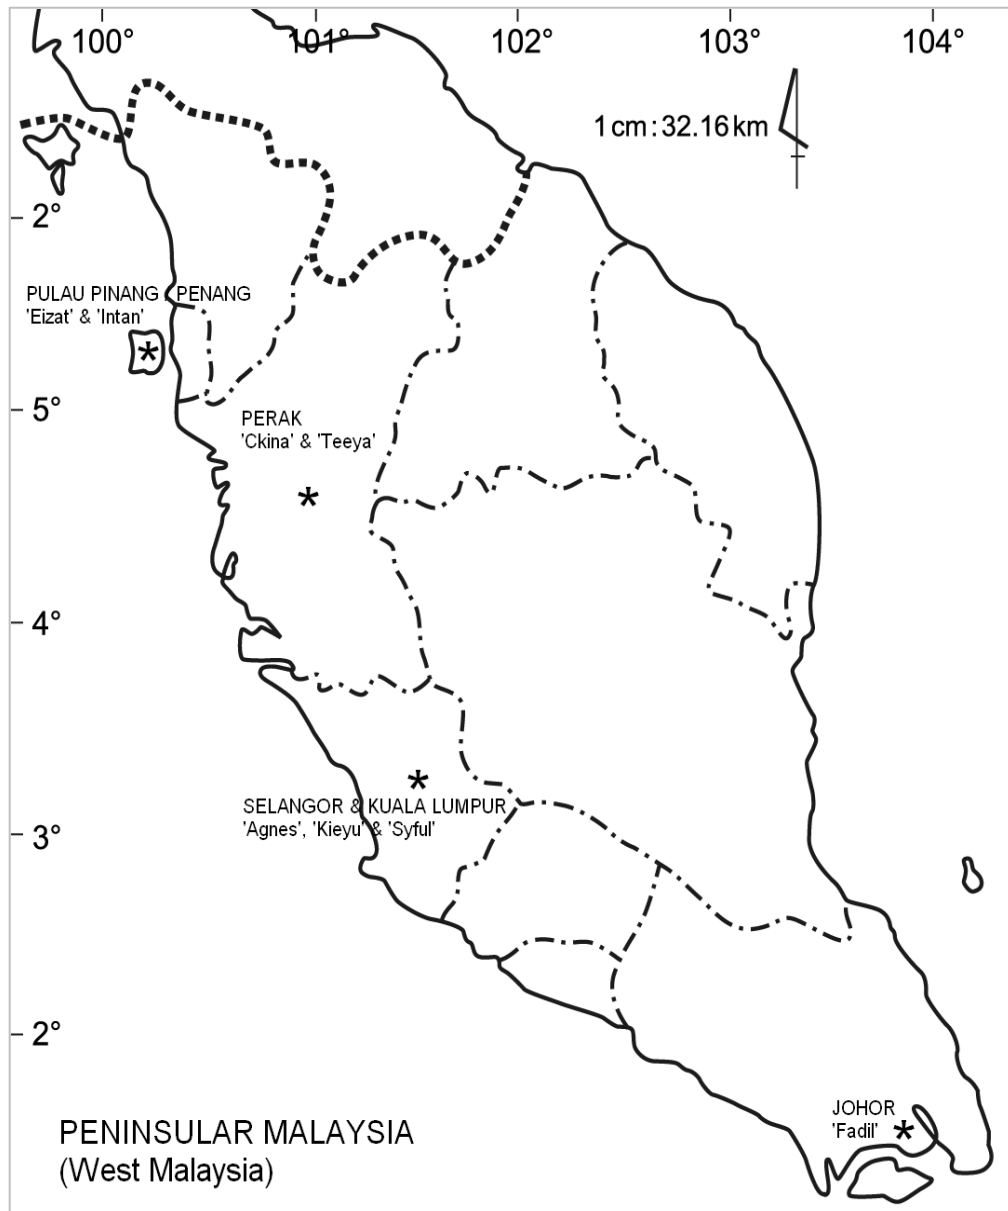 100° 101° 102° 103° 104°
1 cm : 32.16 km
2°
PULAU PINANG / PENANG
'Eizat' & 'Intan'
5°
PERAK
'Ckina' & 'Teeya'
*
*
4°
*
SELANGOR & KUALA LUMPUR
'Agnes', 'Kieyu' & 'Syful'
3°
2°
JOHOR
'Fadil' *
PENINSULAR MALAYSIA
(West Malaysia)